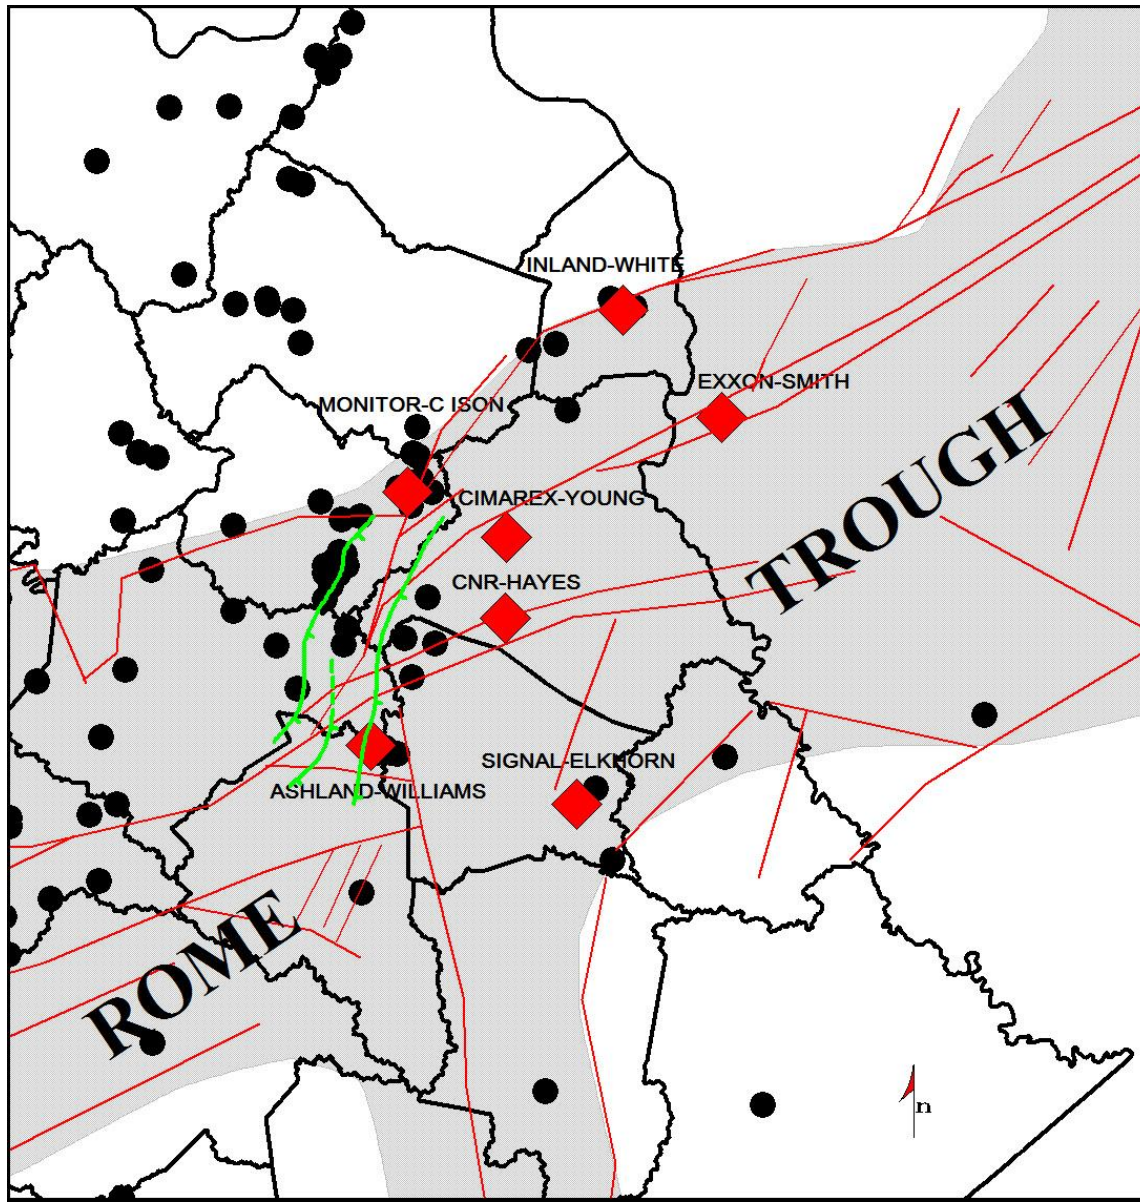 INLAND-WHITE
EXXON-SMITH
MONITOR-C ISON
CIMAREX-YOUNG
CNR-HAYES
TROUGH
SIGNAL-ELKHORN
ASHLAND-WILLIAMS
ROME
n